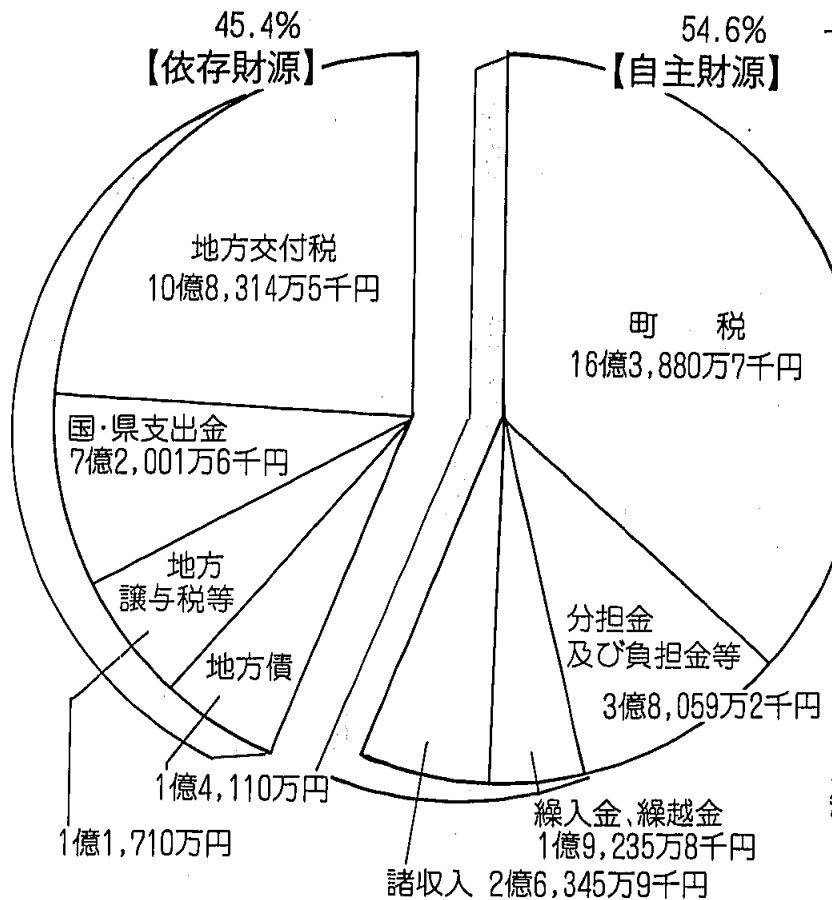 45.4%
【依存財源】
54.6%
【自主財源】
地方交付税
10億8,314万5千円
国・県支出金
7億2,001万6千円
地方
譲与税等
地方債
1億4,110万円
1億1,710万円
町 税
16億3,880万7千円
分担金
及び負担金等
3億8,059万2千円
繰入金、繰越金
1億9,235万8千円
諸収入 2億6,345万9千円